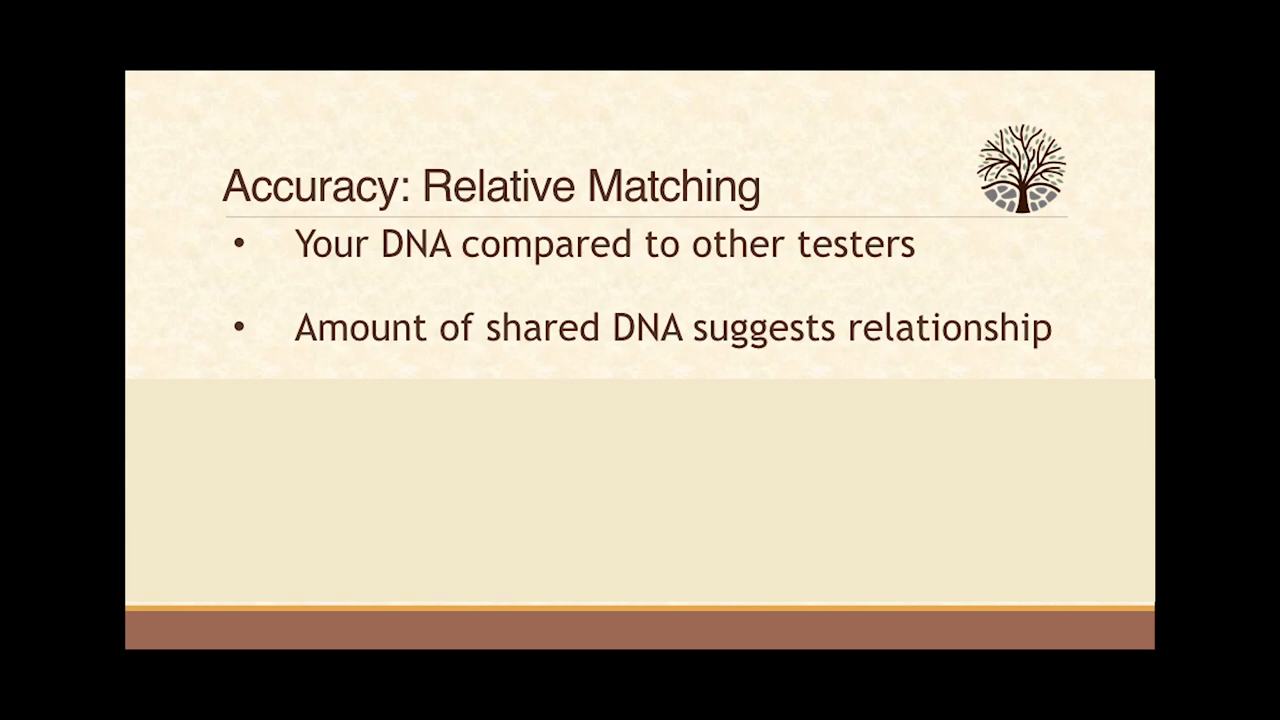 Accuracy: Relative Matching
• Your DNA compared to other testers
• Amount of shared DNA suggests relationship